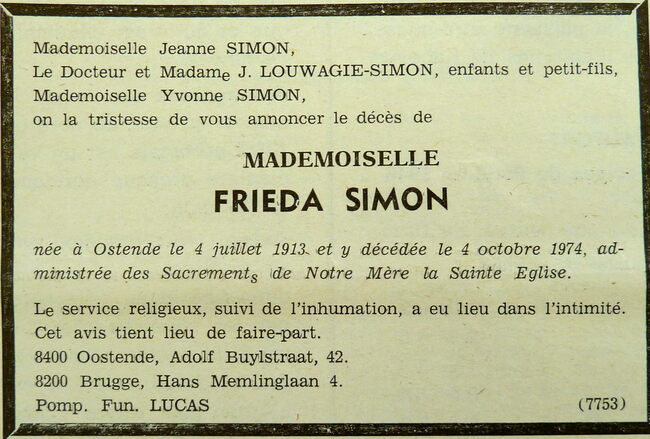 Mademoiselle Jeanne SIMON,
Le Docteur et Madame J. LOUWAGIE-SIMON, enfants et petit-fils,
Mademoiselle Yvonne SIMON,
on la tristesse de vous annoncer le décès de
MADEMOISELLE
FRIEDA SIMON
née à Ostende le 4 juillet 1913 et y décédée le 4 octobre 1974, ad-
ministrée des Sacrements de Notre Mère la Sainte Eglise.
Le service religieux, suivi de l'inhumation, a eu lieu dans l'intimité.
Cet avis tient lieu de faire-part.
8400 Oostende, Adolf Buylstraat, 42.
8200 Brugge, Hans Memlinglaan 4.
Pomp. Fun. LUCAS (7753)